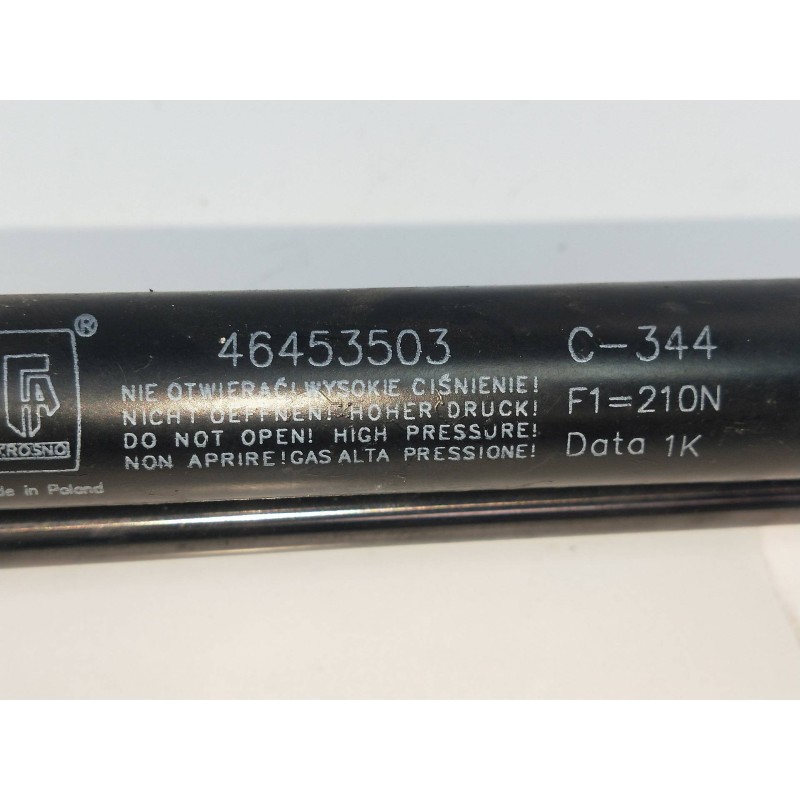 ®
46453503 C-344
NIE OTWIERAĆ! WYSOKIE CIŚNIENIE!
NICHT OEFFNEN! HOHER DRUCK! F1=210N
DO NOT OPEN! HIGH PRESSURE!
NON APRIRE! GAS ALTA PRESSIONE! Data 1K
FA
KROSNO
de in Poland